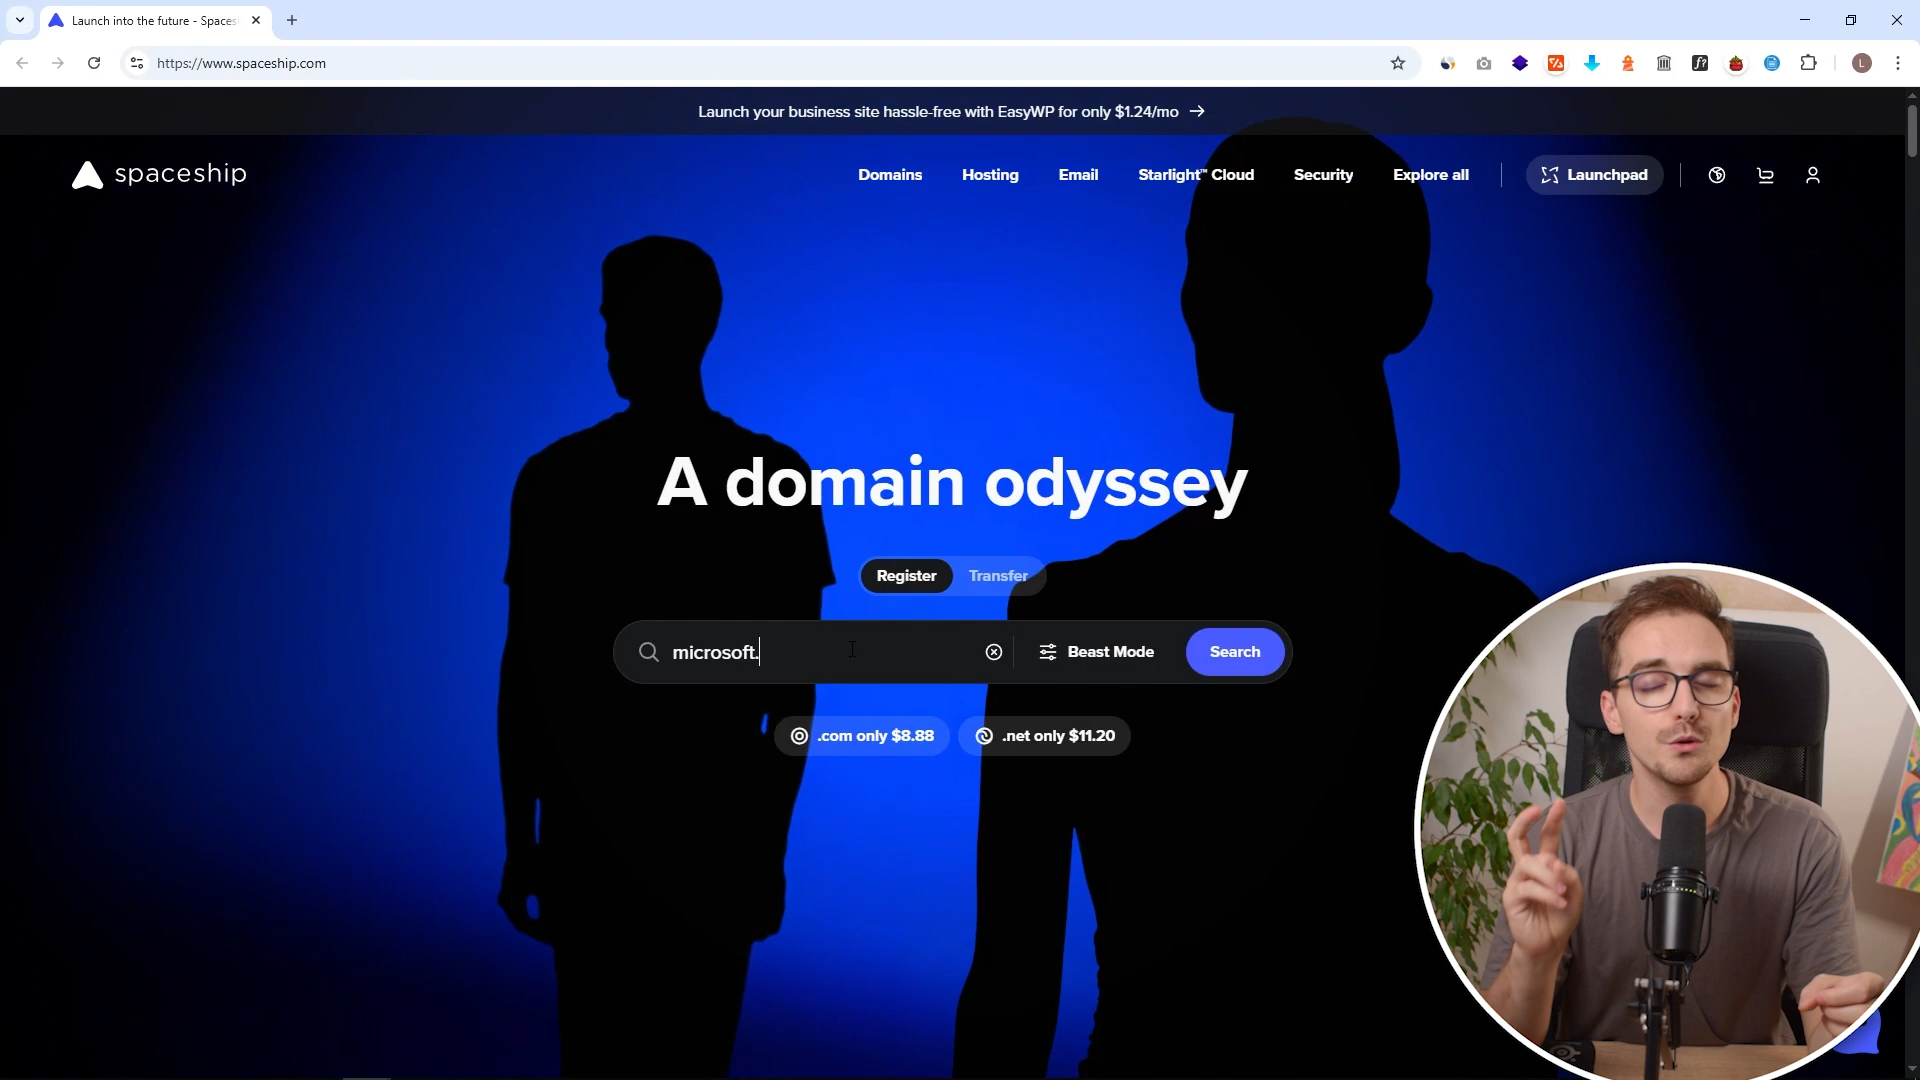 Launch into the future - Spaces
https://www.spaceship.com
L
Launch your business site hassle-free with EasyWP for only $1.24/mo →
spaceship
Domains
Hosting
Email
Starlight™ Cloud
Security
Explore all
Launchpad
A domain odyssey
Register
Transfer
microsoft.
Beast Mode
Search
.com only $8.88
.net only $11.20